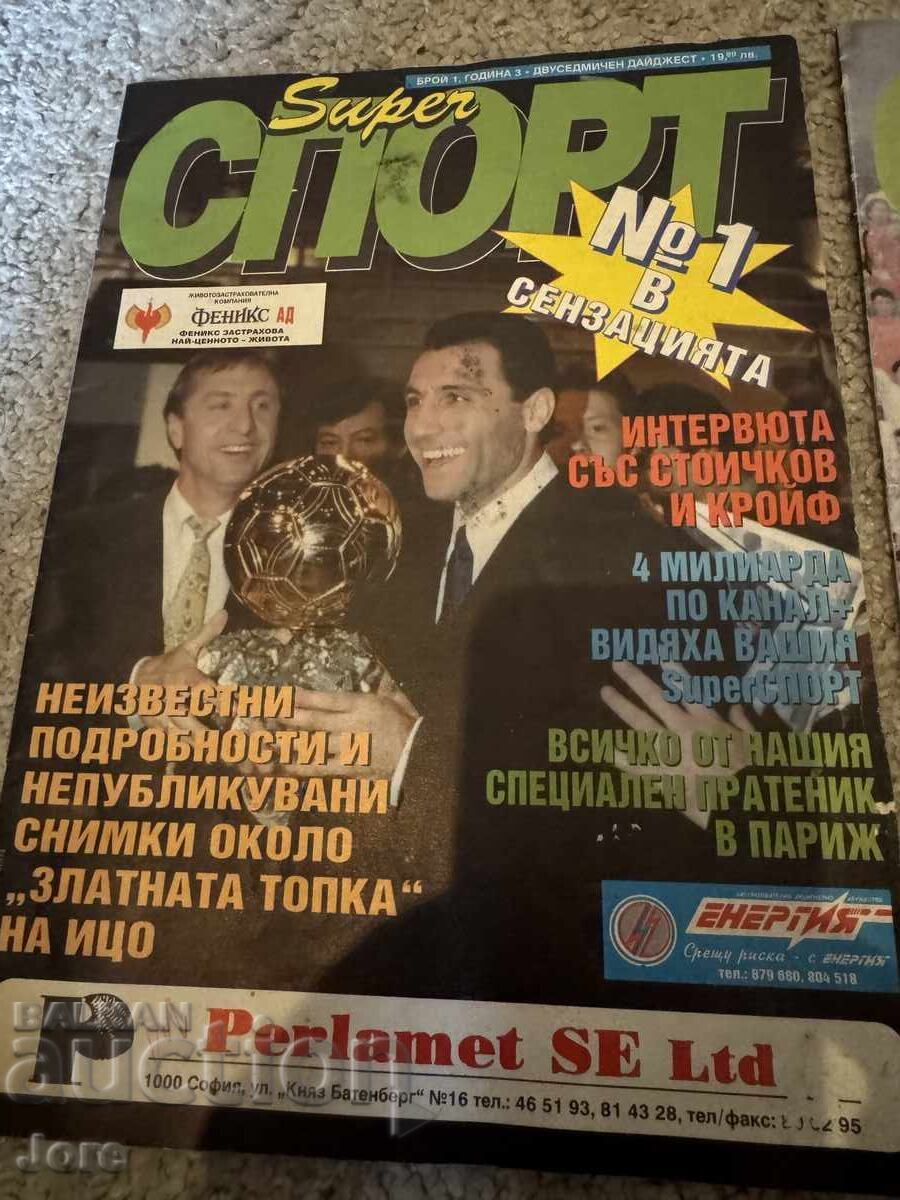 БРОЙ 1, ГОДИНА 3 - ДВУСЕДМИЧЕН ДАЙДЖЕСТ - 19,89 лв.
Super
СПОРТ
№1
В
СЕНЗАЦИЯТА
ЖИВОТОЗАСТРАХОВАТЕЛНА
КОМПАНИЯ
ФЕНИКС АД
ФЕНИКС ЗАСТРАХОВА
НАЙ-ЦЕННОТО - ЖИВОТА
ИНТЕРВЮТА
СЪС СТОИЧКОВ
И КРОЙФ
4 МИЛИАРДА
ПО КАНАЛ+
ВИДЯХА ВАШИЯ
SuperСПОРТ
ВСИЧКО ОТ НАШИЯ
СПЕЦИАЛЕН ПРАТЕНИК
В ПАРИЖ
НЕИЗВЕСТНИ
ПОДРОБНОСТИ И
НЕПУБЛИКУВАНИ
СНИМКИ ОКОЛО
„ЗЛАТНАТА ТОПКА“
НА ИЦО
ЕНЕРГИЯ
Срещу риска - с ЕНЕРГИЯ
тел.: 879 680, 804 518
P Perlamet SE Ltd
1000 София, ул. „Княз Батенберг“ №16 тел.: 46 51 93, 81 43 28, тел/факс:
BALKAN
auction
Jore